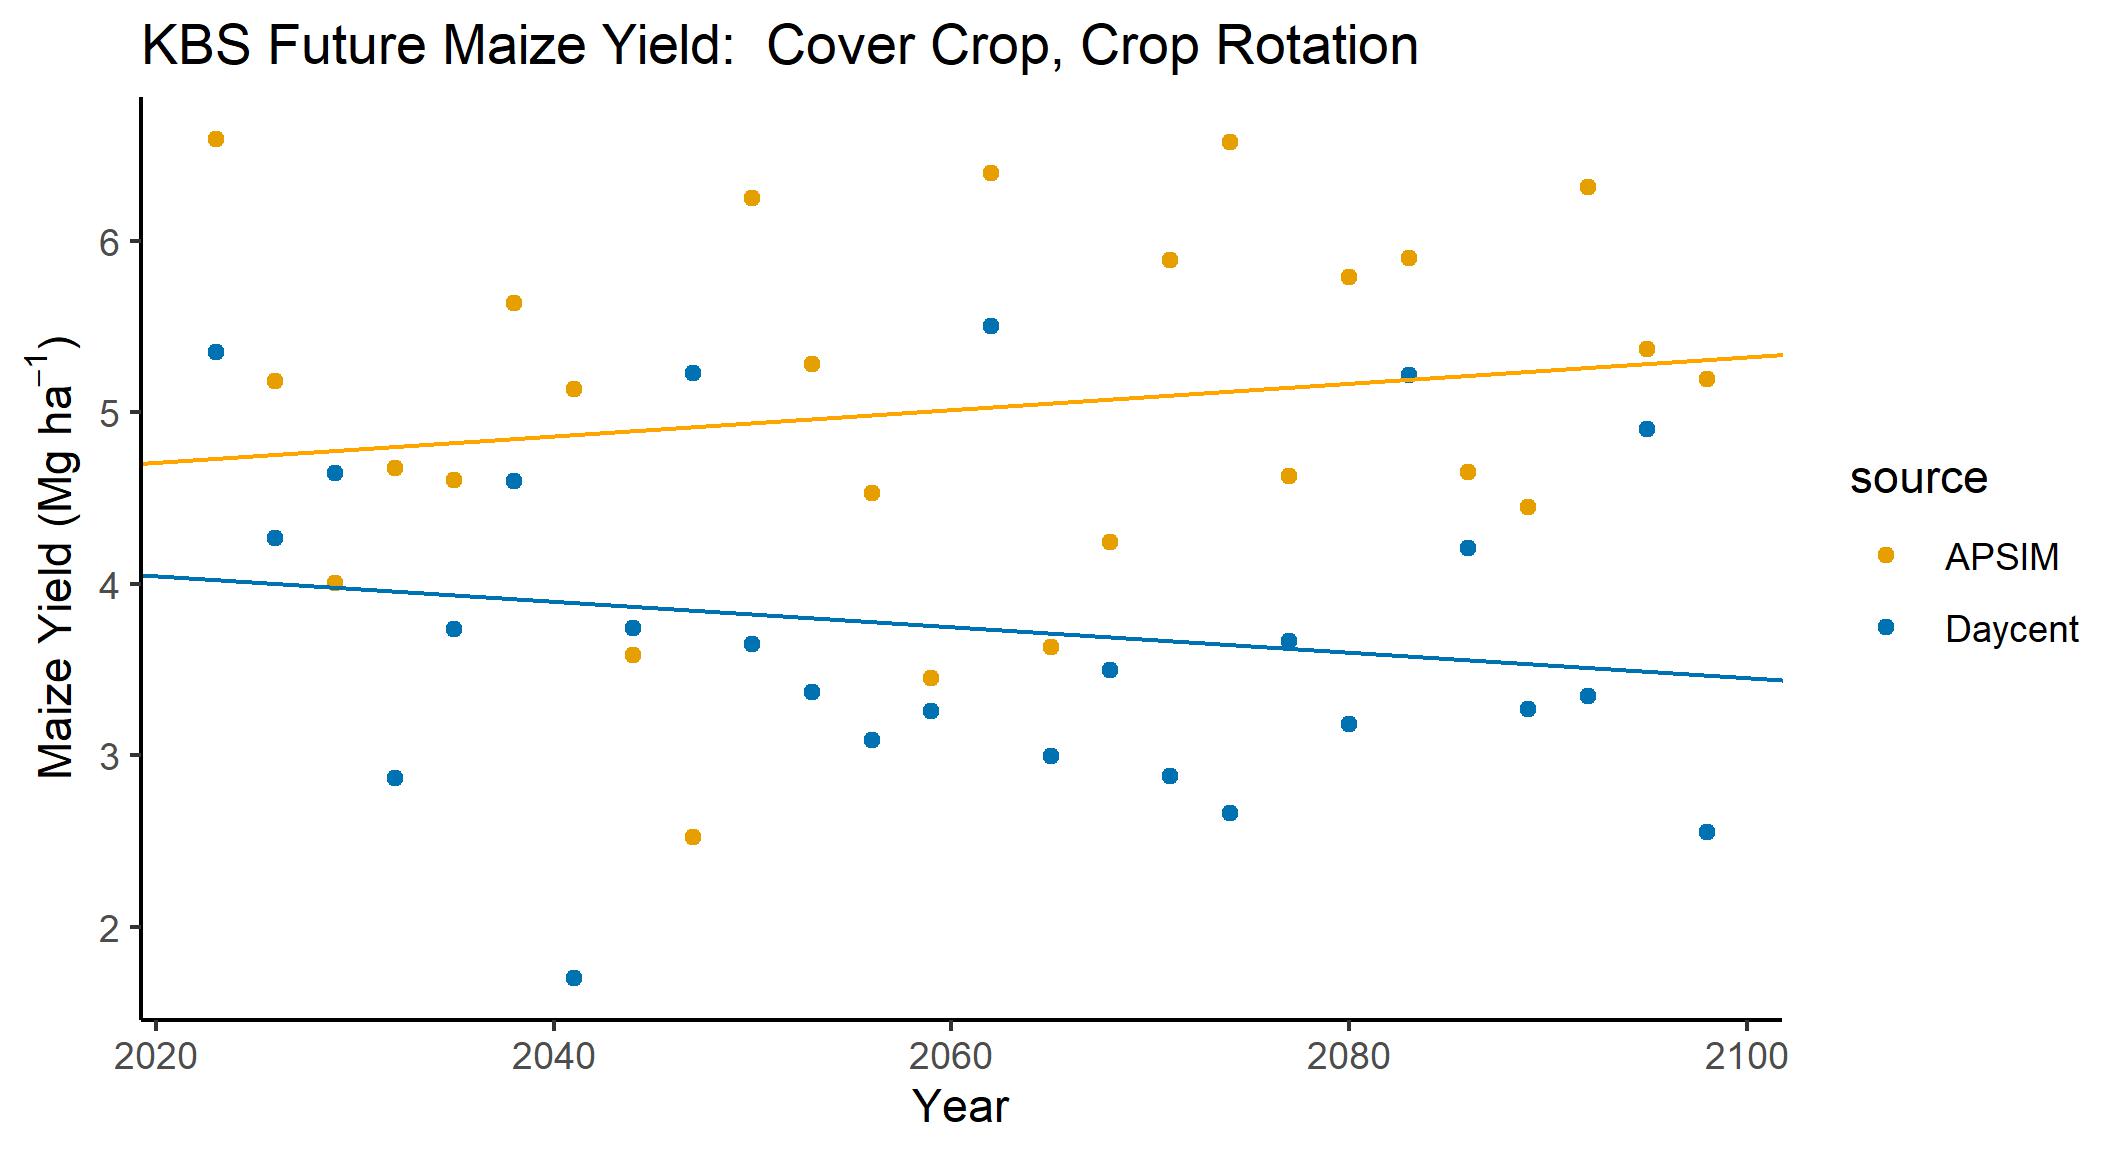 KBS Future Maize Yield:  Cover Crop, Crop Rotation
Maize Yield (Mg ha⁻¹)
6
5
4
3
2
2020 2040 2060 2080 2100
Year
source
APSIM
Daycent